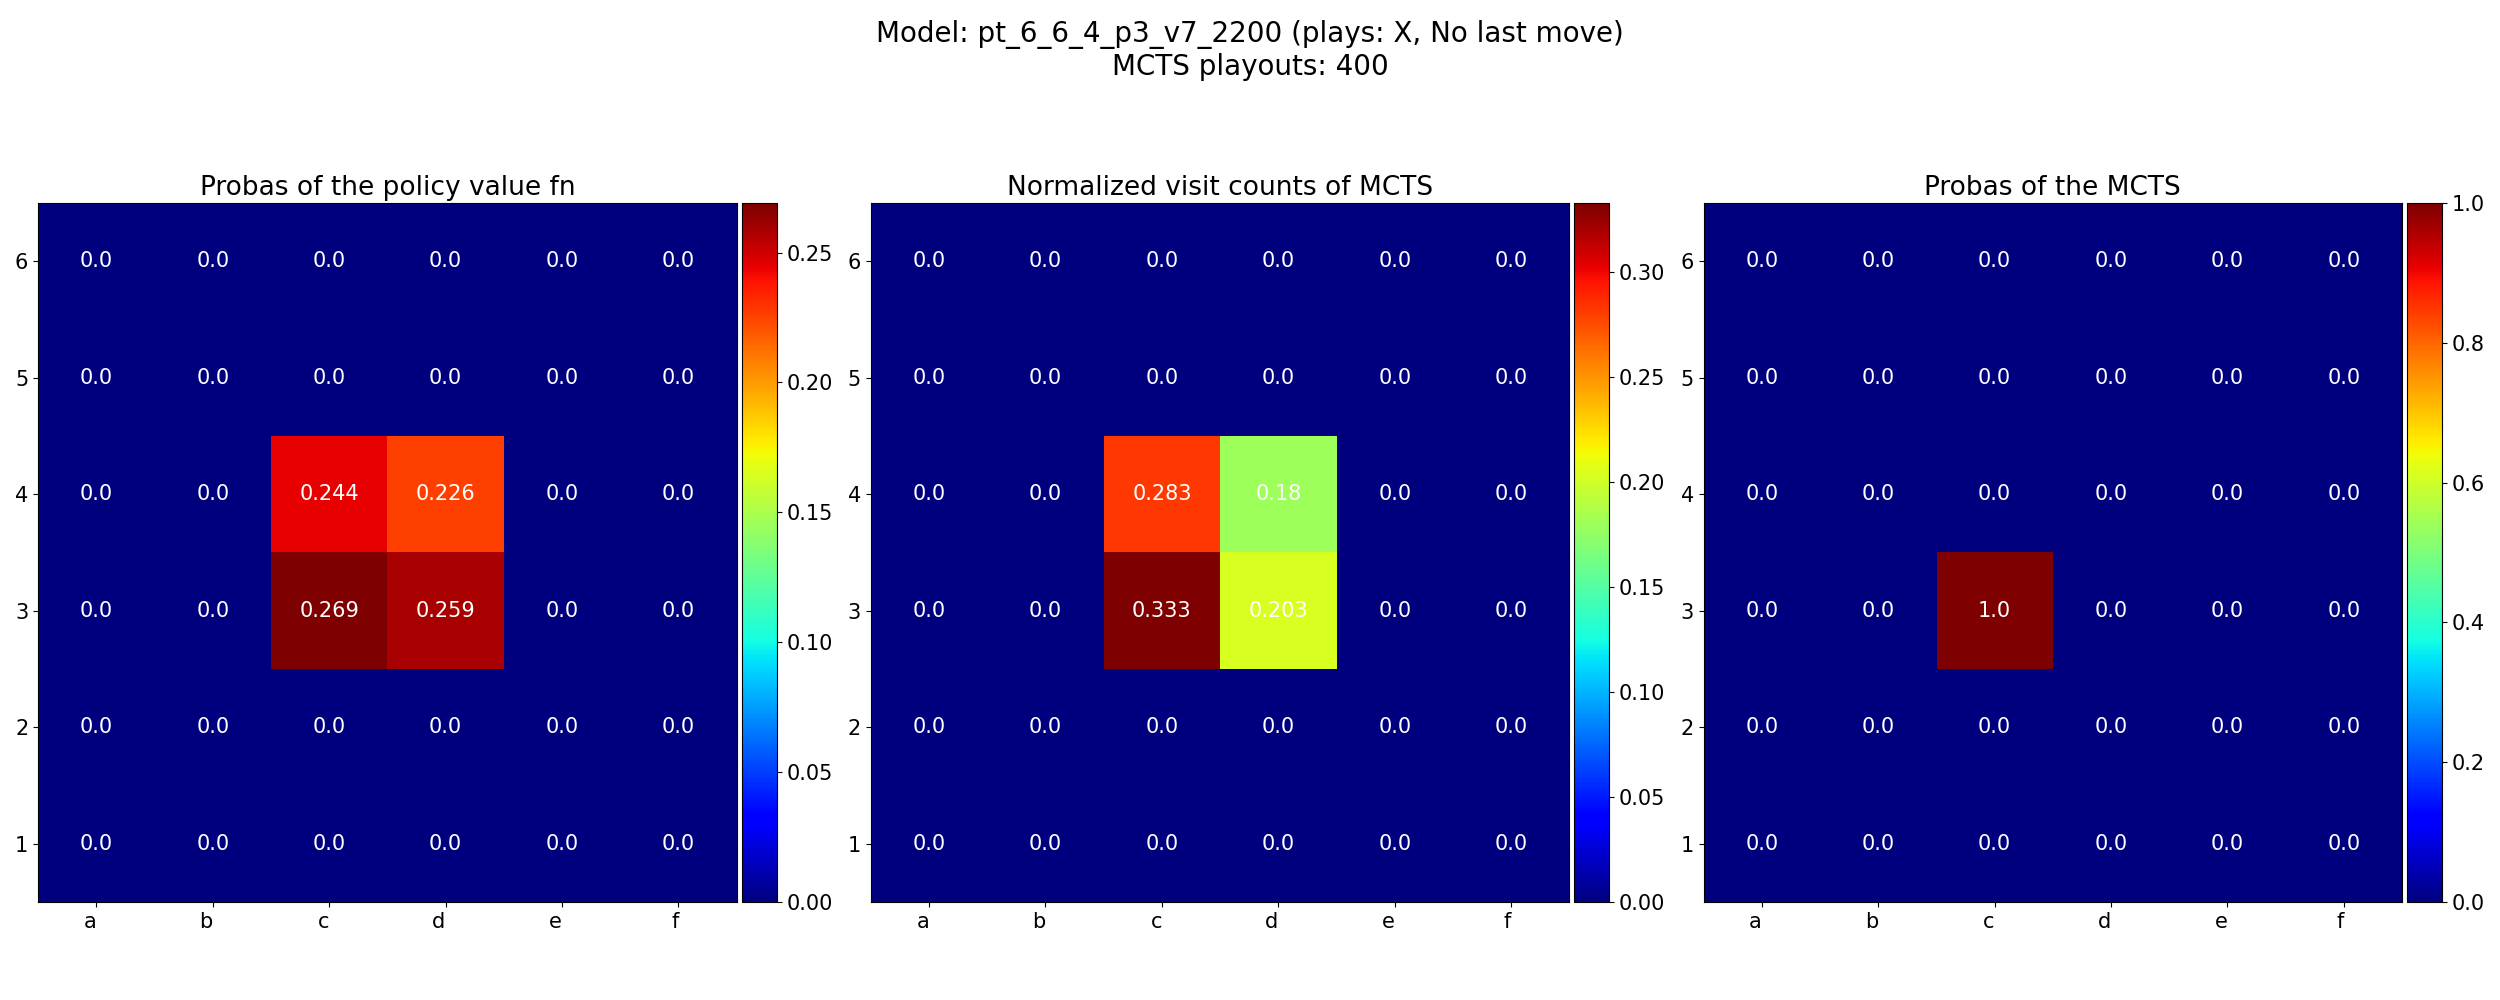 Model: pt_6_6_4_p3_v7_2200 (plays: X, No last move)
MCTS playouts: 400
Probas of the policy value fn
6 0.0 0.0 0.0 0.0 0.0 0.0
5 0.0 0.0 0.0 0.0 0.0 0.0
4 0.0 0.0 0.244 0.226 0.0 0.0
3 0.0 0.0 0.269 0.259 0.0 0.0
2 0.0 0.0 0.0 0.0 0.0 0.0
1 0.0 0.0 0.0 0.0 0.0 0.0
a b c d e f
0.25
0.20
0.15
0.10
0.05
0.00
Normalized visit counts of MCTS
6 0.0 0.0 0.0 0.0 0.0 0.0
5 0.0 0.0 0.0 0.0 0.0 0.0
4 0.0 0.0 0.283 0.18 0.0 0.0
3 0.0 0.0 0.333 0.203 0.0 0.0
2 0.0 0.0 0.0 0.0 0.0 0.0
1 0.0 0.0 0.0 0.0 0.0 0.0
a b c d e f
0.30
0.25
0.20
0.15
0.10
0.05
0.00
Probas of the MCTS
6 0.0 0.0 0.0 0.0 0.0 0.0
5 0.0 0.0 0.0 0.0 0.0 0.0
4 0.0 0.0 0.0 0.0 0.0 0.0
3 0.0 0.0 1.0 0.0 0.0 0.0
2 0.0 0.0 0.0 0.0 0.0 0.0
1 0.0 0.0 0.0 0.0 0.0 0.0
a b c d e f
1.0
0.8
0.6
0.4
0.2
0.0